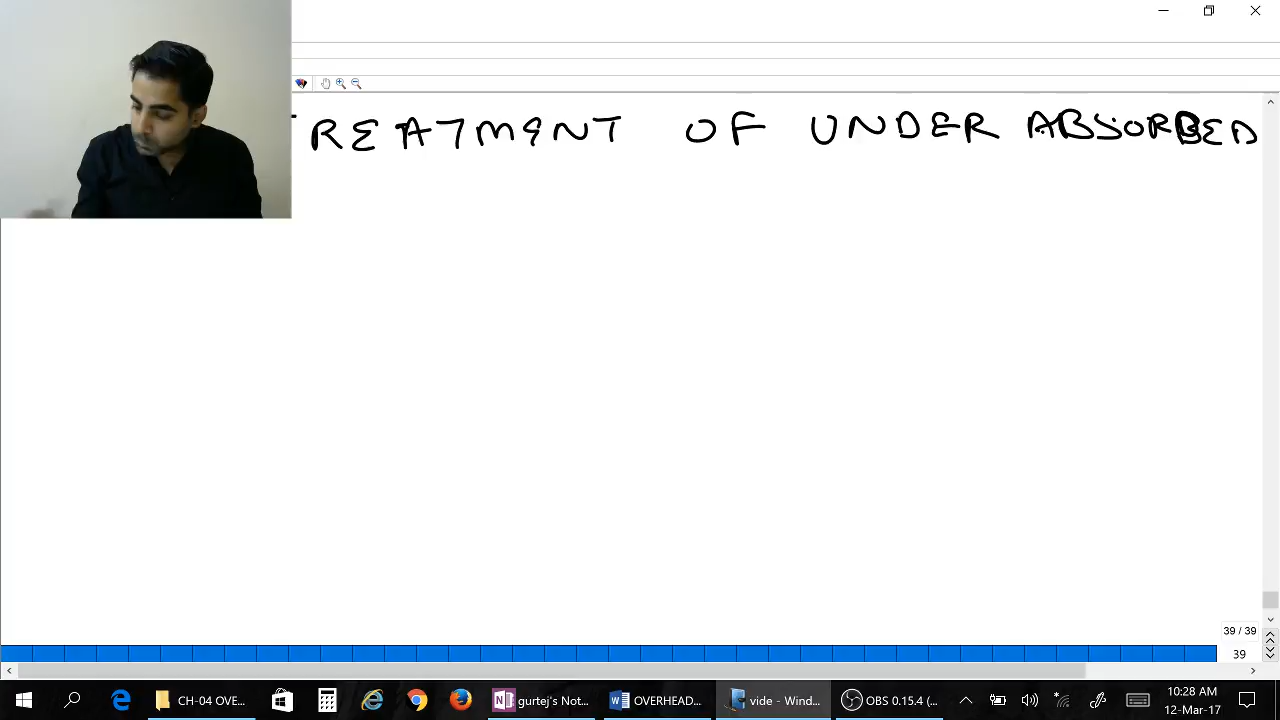 TREATMENT OF UNDER ABSORBED
39 / 39
39
CH-04 OVE...
gurtej's Not...
OVERHEAD...
vide - Wind...
OBS 0.15.4 (...
10:28 AM
12-Mar-17